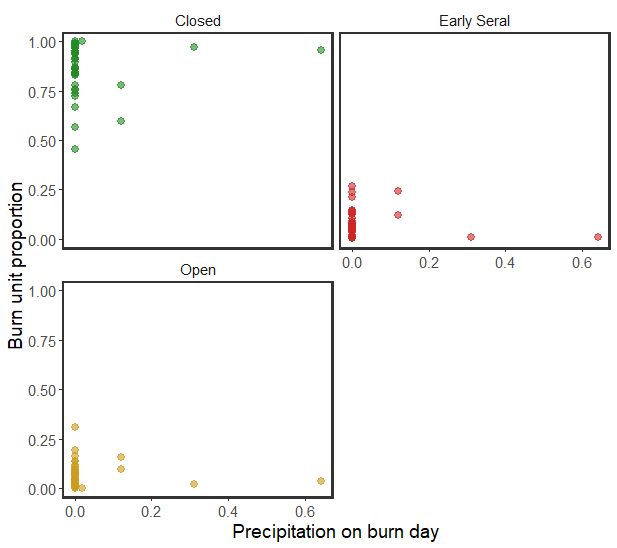 Closed
Early Seral
1.00
0.75
0.50
0.25
0.00
0.0 0.2 0.4 0.6
Open
1.00
0.75
0.50
0.25
0.00
0.0 0.2 0.4 0.6
Burn unit proportion
Precipitation on burn day